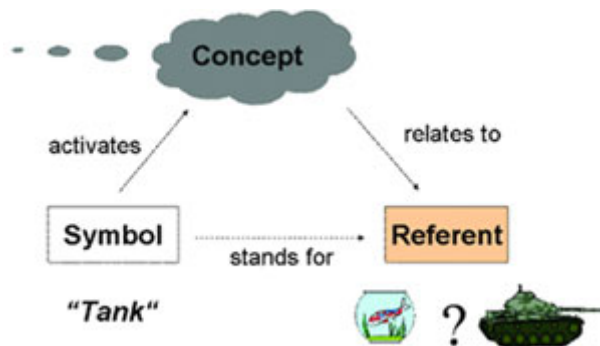 Concept
activates
relates to
Symbol
Referent
stands for
“Tank“
?